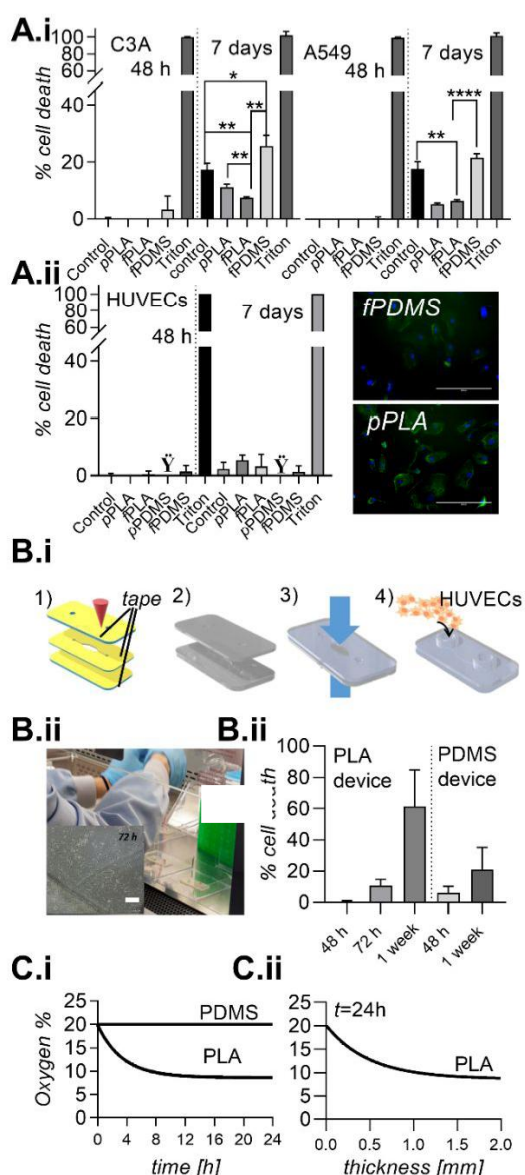 A.i
C3A
48 h
7 days
A549
48 h
7 days
% cell death
100
80
60
40
20
0
*
**
**
**
**
****
Control
pPLA
fPLA
fPDMS
Triton
control
pPLA
fPLA
fPDMS
Triton
Control
pPLA
fPLA
fPDMS
Triton
control
pPLA
fPLA
fPDMS
Triton
A.ii
HUVECs
48 h
7 days
% cell death
100
80
40
20
0
Ÿ
Ÿ
Control
pPLA
fPLA
pPDMS
fPDMS
Triton
Control
pPLA
fPLA
pPDMS
fPDMS
Triton
fPDMS
pPLA
B.i
1)
tape
2)
3)
4)
HUVECs
B.ii
72 h
B.ii
% cell death
100
80
60
40
20
0
PLA
device
PDMS
device
48 h
72 h
1 week
48 h
1 week
C.i
Oxygen %
25
20
15
10
5
0
PDMS
PLA
0 4 8 12 16 20 24
time [h]
C.ii
25
20
15
10
5
0
t=24h
PLA
0.0 0.5 1.0 1.5 2.0
thickness [mm]